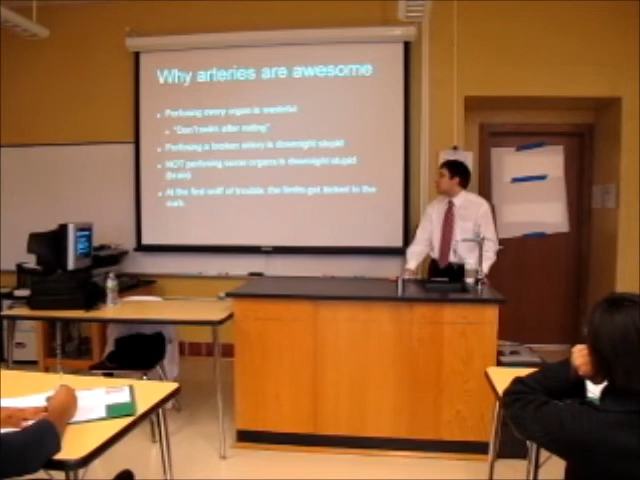 Why arteries are awesome
Perfusing every organ is wasteful
"Don't swim after eating"
Perfusing a broken artery is downright stupid
NOT perfusing some organs is downright stupid
(brain)
At the first sniff of trouble, the limbs get kicked to the
curb.